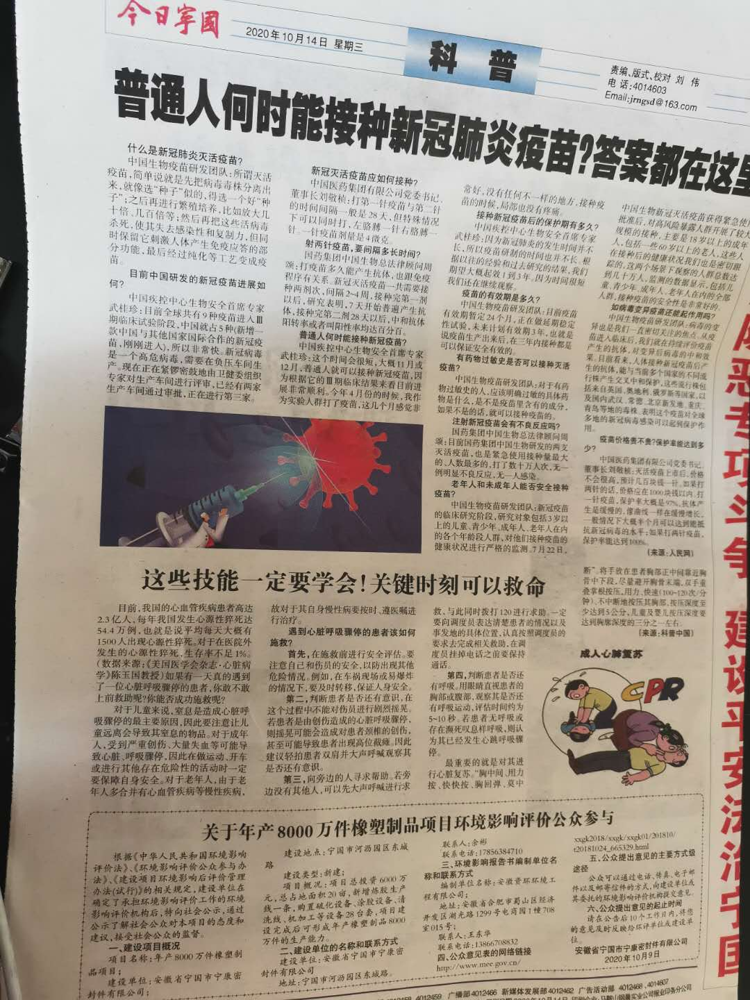 今日宁国
2020年10月14日 星期三
科 普
责编、版式、校对 刘 伟
电 话:4014603
Email:jrngsd@163.com
普通人何时能接种新冠肺炎疫苗?答案都在这里
什么是新冠肺炎灭活疫苗?
中国生物疫苗研发团队:所谓灭活
疫苗,简单说就是先把病毒毒株分离出
来,就像选“种子”似的,得选一个好“种
子”;之后再进行繁殖培养,比如放大几
十倍、几百倍等;然后再把这些活病毒
杀死,使其失去感染性和复制力,但同
时保留它刺激人体产生免疫应答的部
分功能,最后经过纯化等工艺变成疫
苗。
目前中国研发的新冠疫苗进展如
何?
中国疾控中心生物安全首席专家
武桂珍:目前全球共有9种疫苗进入Ⅲ
期临床试验阶段,中国就占5种(新增一
款中国与其他国家国际合作的新冠疫
苗,刚刚进入),所以非常快。新冠病毒
是一个高危病毒,需要在负压车间生
产。现在正在紧锣密鼓地由卫健委组织
专家对生产车间进行评审,已经有两家
生产车间通过审批,正在进行第三家。
新冠灭活疫苗应如何接种?
中国医药集团有限公司党委书记、
董事长刘敬桢:打第一针疫苗与第二针
的时间间隔一般是28天,但特殊情况
下可以同时打,左胳膊一针右胳膊一
针。一针疫苗剂量是4微克。
射两针疫苗,要间隔多长时间?
国药集团中国生物总法律顾问周
颂:打疫苗多久能产生抗体,也跟免疫
程序有关系。新冠灭活疫苗一共需要接
种两剂次,间隔2~4周,接种完第一剂
以后,研究表明,7天开始普遍产生抗
体,接种完第二剂28天以后,中和抗体
阳转率或者叫阳性率均达百分百。
普通人何时能接种新冠疫苗?
中国疾控中心生物安全首席专家
武桂珍:这个时间会很短,大概11月或
12月,普通人就可以接种新冠疫苗,因
为根据它的Ⅲ期临床结果来看目前进
展非常顺利。今年4月份的时候,我作
为实验人群打了疫苗,这几个月感觉非
常好,没有任何不一样的地方,接种疫
苗的时候,局部也没有疼痛。
接种新冠疫苗后的保护期有多久?
中国疾控中心生物安全首席专家
武桂珍:因为新冠肺炎的发生时间并不
长,所以疫苗研制的时间也并不长。根
据以往的经验和过去研究的结果,我们
期望大概起效1到3年。因为时间很短
我们还在继续观察。
疫苗的有效期是多久?
中国生物疫苗研发团队:目前疫苗
有效期暂定24个月,正在做延期稳定
性试验,未来计划有效期3年,也就是
说疫苗生产出来后,在三年内接种都是
可以保证安全有效的。
有药物过敏史是否可以接种灭活
疫苗?
中国生物疫苗研发团队:对于有药
物过敏史的人,应该明确过敏的具体药
物是什么,是不是疫苗里含有的成分,
如果不是的话,就可以接种疫苗的。
注射新冠疫苗会有不良反应吗?
国药集团中国生物总法律顾问周
颂:目前国药集团中国生物研发的两支
灭活疫苗,也是紧急使用接种量最大
的、人数最多的,打了数十万人次,无一
例明显不良反应,无一人感染。
老年人和未成年人能否安全接种
疫苗?
中国生物疫苗研发团队:新冠疫苗
的临床研究阶段,研究对象包括3岁以
上的儿童、青少年、成年人、老年人在内
的各个年龄段人群,对他们接种疫苗的
健康状况进行严格的监测。7月22日,
中国生物新冠灭活疫苗获得紧急使用
批准后,对高风险暴露人群开展了较大
规模的接种,主要是18岁以上的成年
人,包括一些60岁以上的老人,这些人
在接种后的健康状况我们也是密切跟
踪的,这两个场景下观察的人群总数达
到几十万人,监测的数据显示,包括儿
童、青少年、成年人、老年人在内的全部
人群,接种疫苗的安全性是非常好的。
如病毒变异疫苗还能起作用吗?
中国生物疫苗研发团队:病毒的变
异也是我们一直密切关注的焦点。从疫
苗进入临床后,我们就在持续评价疫苗
产生的抗体,对变异后病毒的中和效
果。目前看来,人体接种新冠疫苗后产
生的抗体,能与当前多个国家的不同流
行株产生交叉中和保护,这些流行株包
括来自英国、奥地利、俄罗斯等国家,以
及国内武汉、常德、北京新发地、重庆、
青岛等地的毒株。表明这个疫苗对全球
多地的新冠病毒感染可以起到保护作
用。
疫苗价格贵不贵?保护率能达到多
少?
中国医药集团有限公司党委书记、
董事长刘敬桢:灭活疫苗上市后,价格
不会很高,预计几百块钱一针。如果打
两针的话,价格应在1000块钱以内。打
一针疫苗,保护率大概是97%,抗体产
生是缓慢的,像曲线一样在缓慢增长,
一般情况下大概半个月可以达到能抵
抗新冠病毒的水平;如果打两针疫苗,
保护率能达到100%。
(来源:人民网)
这些技能一定要学会!关键时刻可以救命
目前,我国的心血管疾病患者高达
2.3亿人,每年我国发生心源性猝死达
54.4万例,也就是说平均每天大概有
1500人出现心源性猝死。对于在医院外
发生的心源性猝死,生存率不足1%。
(数据来源:《美国医学会杂志·心脏病
学》陈玉国教授)如果有一天真的遇到
了一位心脏呼吸骤停的患者,你敢不敢
上前救助呢?你能否成功施救呢?
对于儿童来说,窒息是造成心脏呼
吸骤停的最主要原因,因此要注意让儿
童远离会导致其窒息的物品。对于成年
人,受到严重创伤、大量失血等可能导
致心脏、呼吸骤停,因此在做运动、开车
或进行其他存在危险性的活动时一定
要保障自身安全。对于老年人,由于老
年人多合并有心血管疾病等慢性疾病,
故对于其自身慢性病要按时、遵医嘱进
行治疗。
遇到心脏呼吸骤停的患者该如何
施救?
首先,在施救前进行安全评估。要
注意自己和伤员的安全,以防出现其他
危险情况。例如,在车祸现场或易爆炸
的情况下,要及时转移,保证人身安全。
第二,判断患者是否还有意识,在
这个过程中不能对伤员进行剧烈摇晃。
若患者是由创伤造成的心脏呼吸骤停,
则摇晃可能会造成对患者颈椎的创伤,
甚至可能导致患者出现高位截瘫。因此
建议轻拍患者双肩并大声呼喊观察其
是否还有意识。
第三,向旁边的人寻求帮助。若旁
边没有其他人,可以先大声呼喊进行求
救,与此同时拨打120进行求助。一定
要向调度员表达清楚患者的情况以及
事发地的具体位置,认真按照调度员的
要求去完成相关救助,在调
度员挂掉电话之前要保持
通话。
第四,判断患者是否还
有呼吸。用眼睛直视患者的
胸部或腹部,观察其是否还
有呼吸运动,评估时间约为
5~10秒。若患者无呼吸或
存在濒死叹息样呼吸,则认
为其已经发生心跳呼吸骤
停。
最重要的就是对其进
行心脏复苏。“胸中间、用力
按、快快按、胸回弹、莫中
断”。将手放在患者胸部正中间靠近胸
骨中下段,尽量避开胸骨末端,双手重
叠掌根按压,用力、快速(100~120次/分
钟)、不中断地按压其胸部,按压深度至
少达到5公分,儿童及婴儿按压深度要
达到胸廓深度的三分之一左右。
(来源:科普中国)
成人心肺复苏
CPR
关于年产8000万件橡塑制品项目环境影响评价公众参与
根据《中华人民共和国环境影响
评价法》、《环境影响评价公众参与办
法》、《建设项目环境影响后评价管理
办法(试行)》的相关规定,建设单位在
确定了承担环境影响评价工作的环境
影响评价机构后,特向社会公示,通过
公示了解社会公众对本项目的态度和
建议,接受社会公众的监督。
一、建设项目概况
项目名称:年产8000万件橡塑制
品项目;
建设单位:安徽省宁国市宁康密
封件有限公司;
建设地点:宁国市河沥园区东城
路
建设类型:新建;
项目概况:项目总投资6000万
元,总占地面积20亩,新增炼胶生产
线一条,购置硫化设备、涂胶设备、清
洗线、机加工等设备28台套,项目建
设完成后可形成年产橡塑制品8000
万件的生产能力。
二、建设单位的名称和联系方式
建设单位:安徽省宁国市宁康密
封件有限公司
地址:宁国市河沥园区东城路。
联系人:余彬
联系电话:17856384710
三、环境影响报告书编制单位名
称和联系方式
编制单位名称:安徽资环环境工
程有限公司;
地址:安徽省合肥市蜀山区经济
开发区湖光路1299号电商园1幢708
室015号;
联系人:王东华
联系电话:13866708832
四、公众意见表的网络链接
http://www.mee.gov.cn/
xxgk2018/xxgk/xxgk01/201810/
t20181024_665329.html
五、公众提出意见的主要方式级
途径
公众可以通过电话、传真、电子邮
件以及邮寄信件的方式,向建设单位或
其委托的环境影响评价机构提交意见。
六、公众提出意见的起止时间
请在公告后10个工作日内,将您
的意见及时反映给环评单位或建设单
位。
安徽省宁国市宁康密封件有限公司
2020年10月9日
4012459 广播部 4012466 新媒体发展部 4012462 广告活动部 4012468、4014607
恶专项斗争 建设平安法治宁国